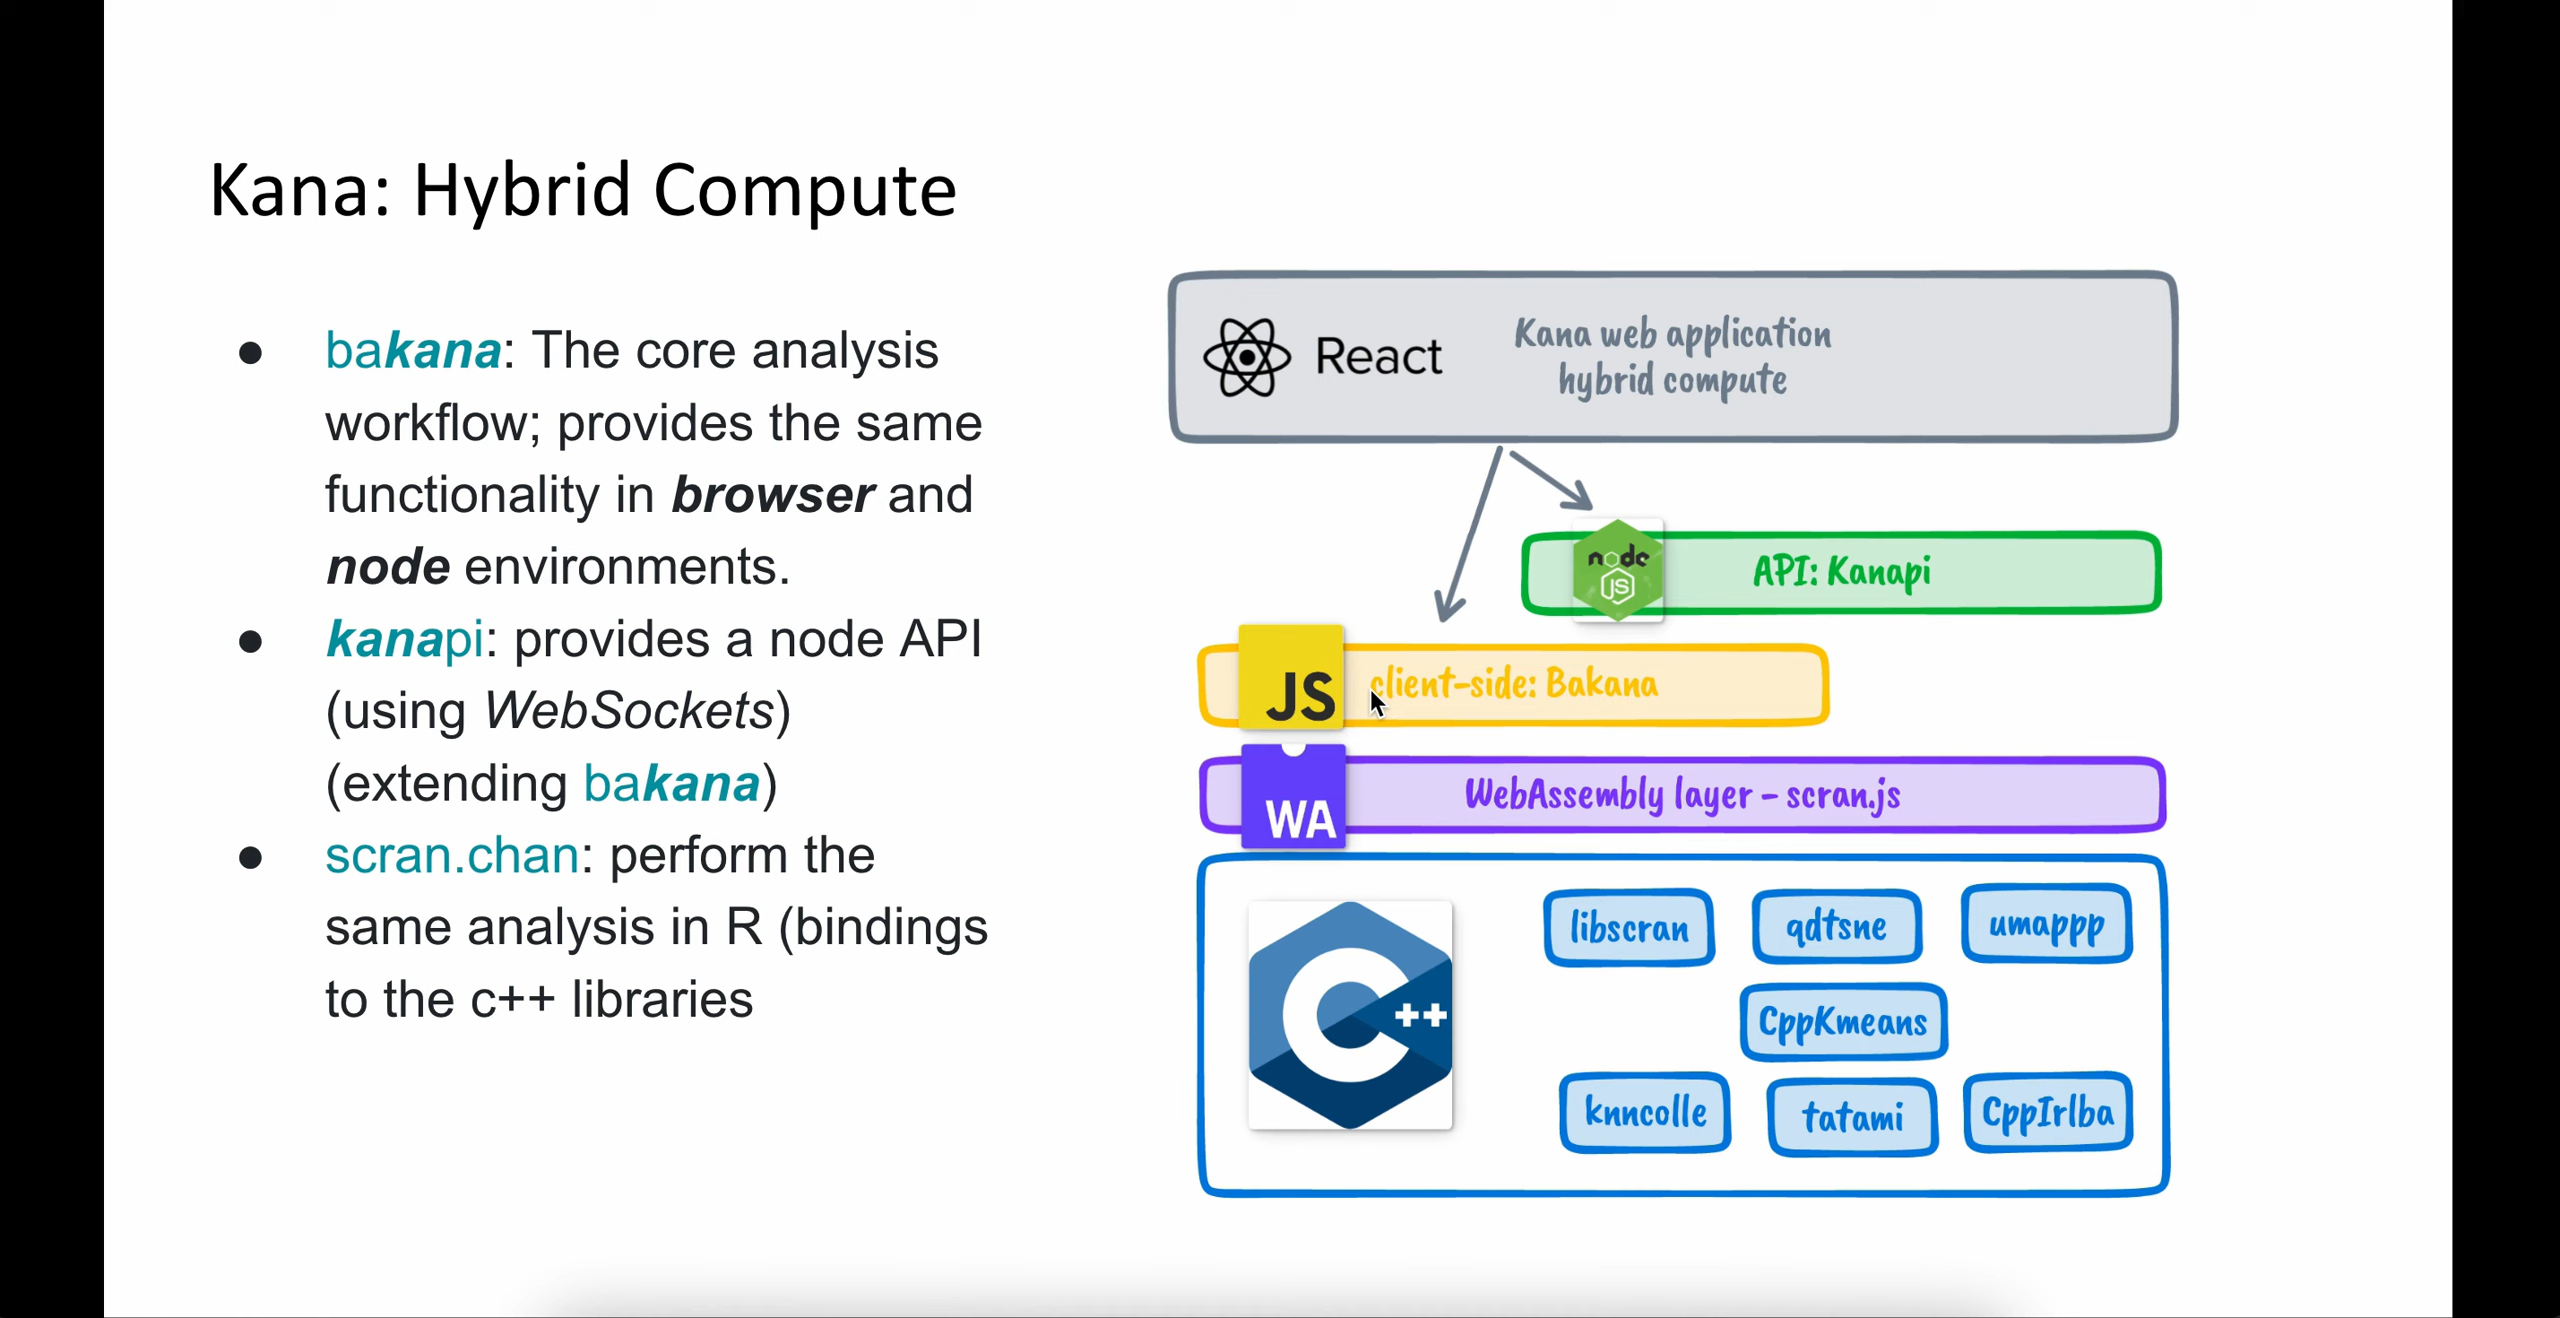 Kana: Hybrid Compute
● bakana: The core analysis
workflow; provides the same
functionality in browser and
node environments.
● kanapi: provides a node API
(using WebSockets)
(extending bakana)
● scran.chan: perform the
same analysis in R (bindings
to the c++ libraries
React
Kana web application
hybrid compute
node
JS
API: Kanapi
JS
client-side: Bakana
WA
WebAssembly layer - scran.js
C++
libscran
qdtsne
umappp
CppKmeans
knncolle
tatami
CppIrlba